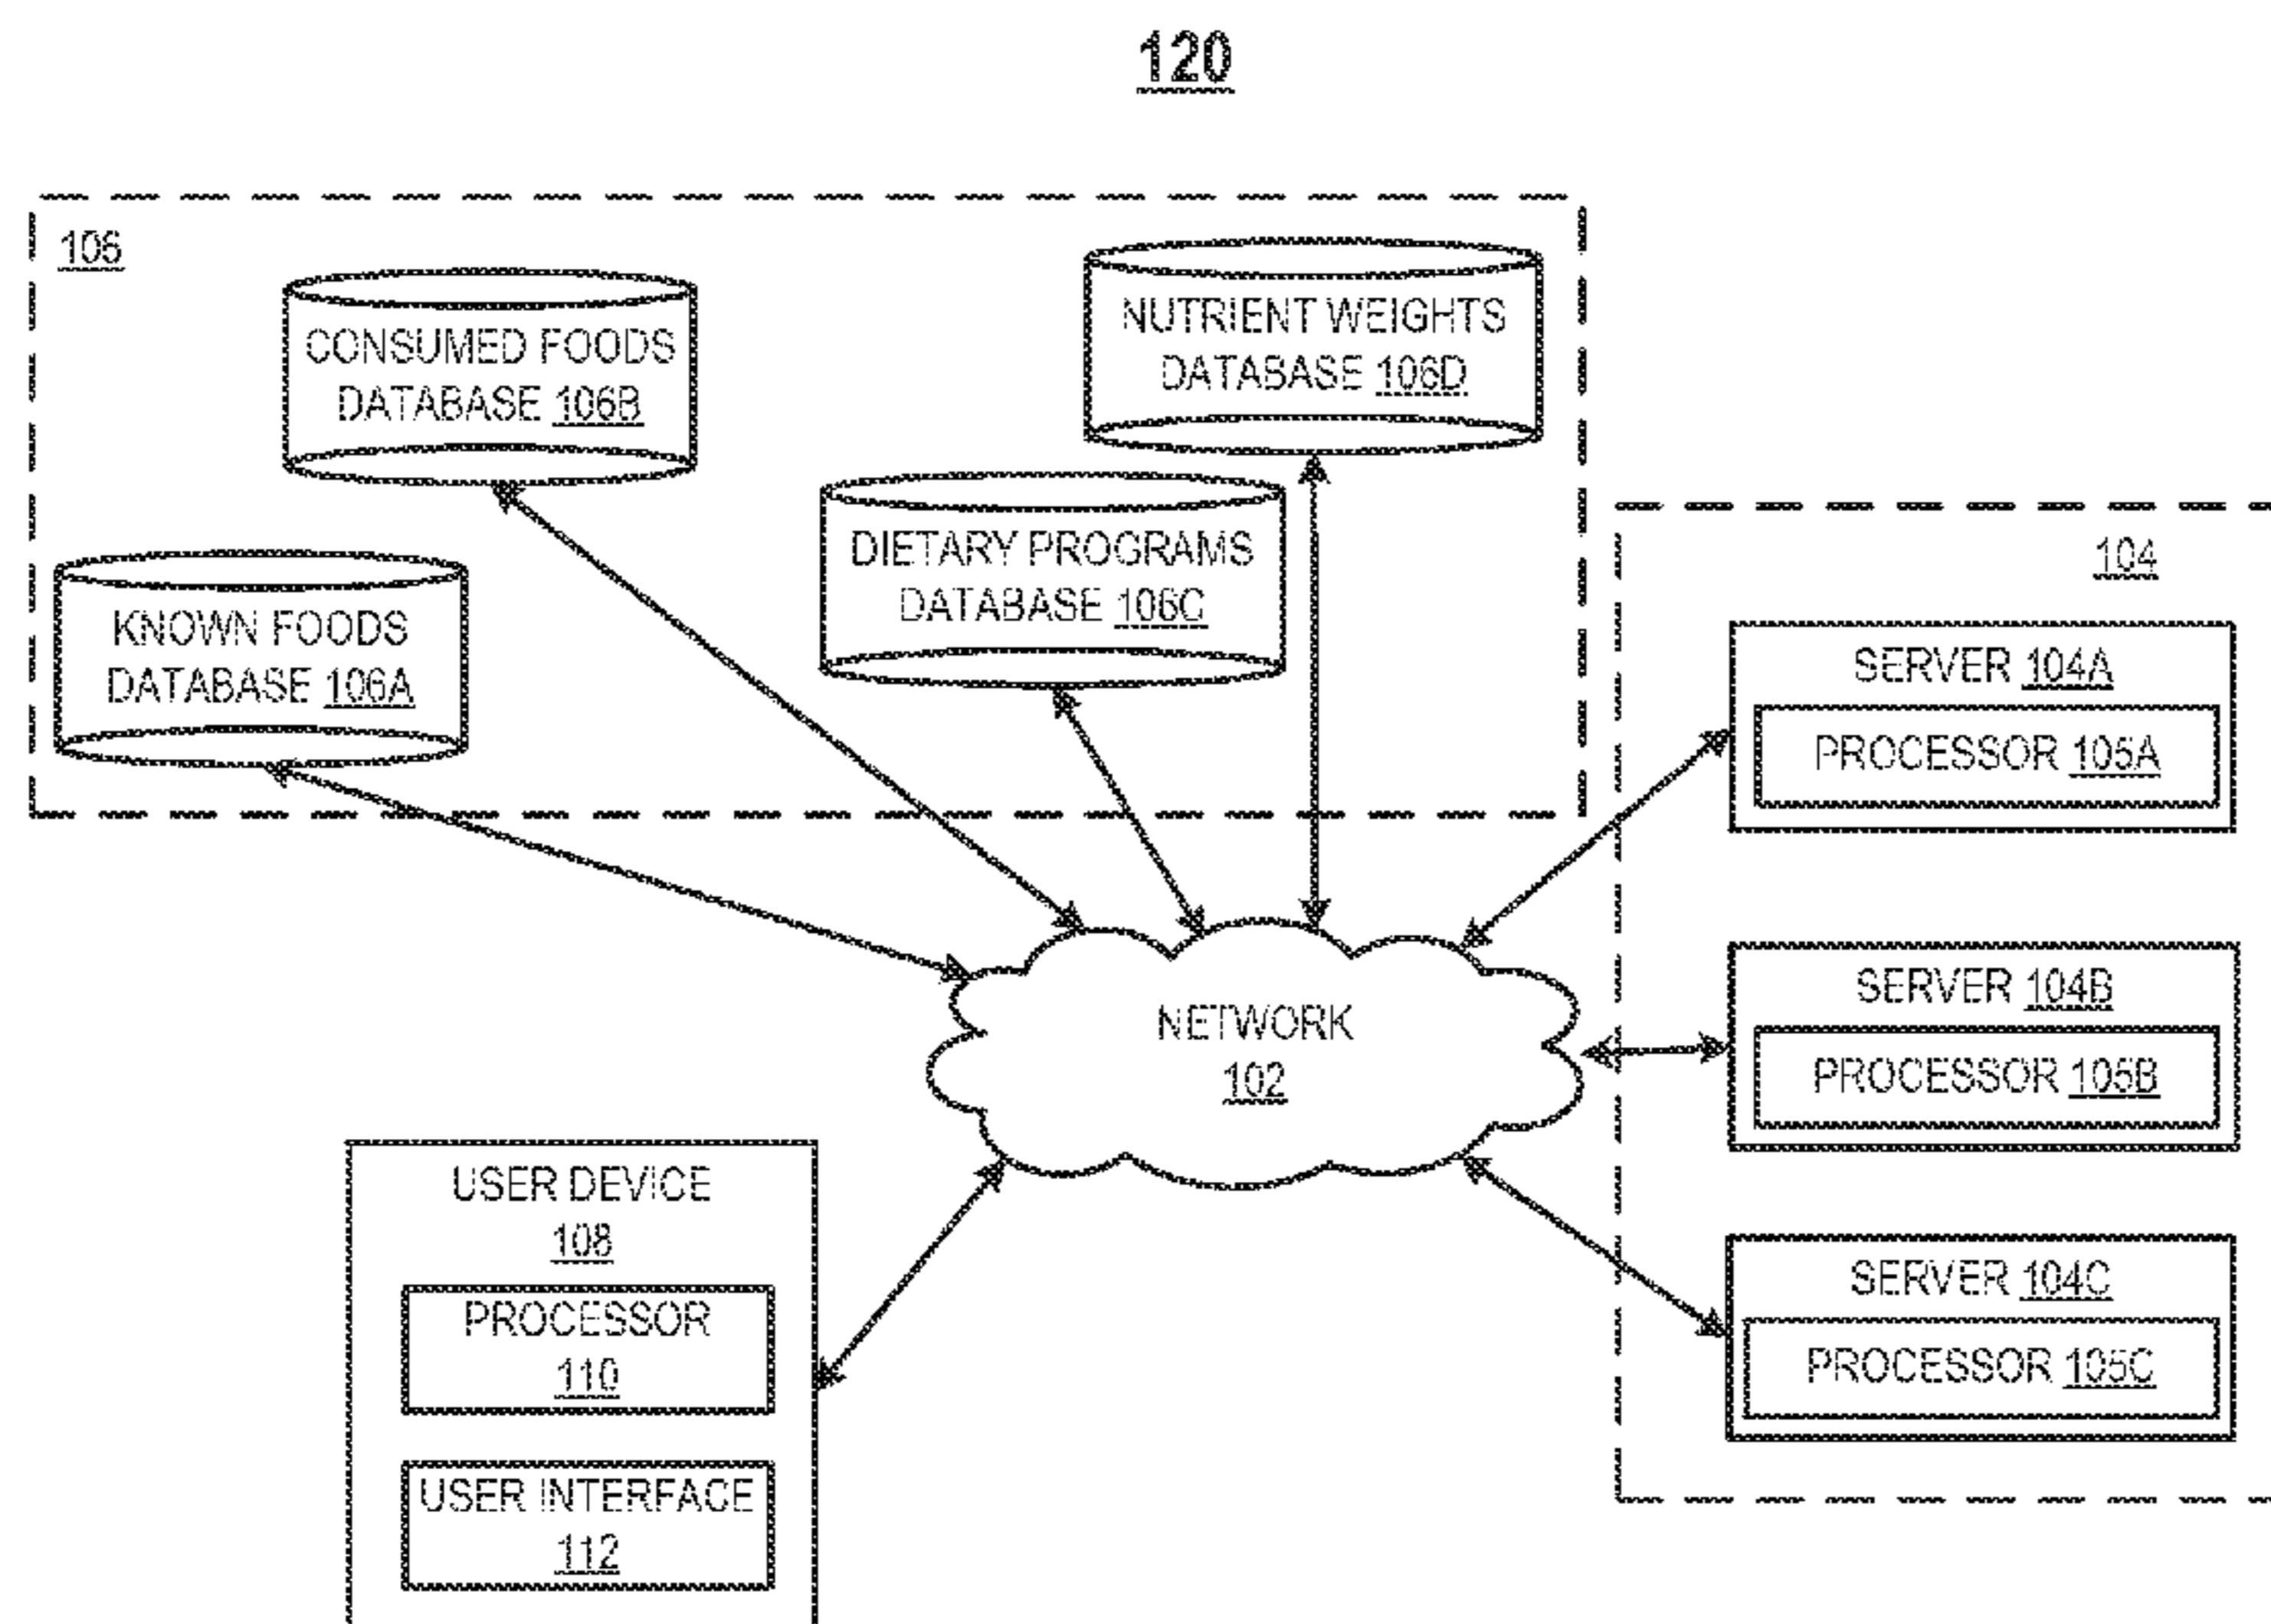 120
106
CONSUMED FOODS
DATABASE 106B
NUTRIENT WEIGHTS
DATABASE 106D
DIETARY PROGRAMS
DATABASE 106C
KNOWN FOODS
DATABASE 106A
104
SERVER 104A
PROCESSOR 105A
SERVER 104B
PROCESSOR 105B
SERVER 104C
PROCESSOR 105C
NETWORK
102
USER DEVICE
108
PROCESSOR
110
USER INTERFACE
112